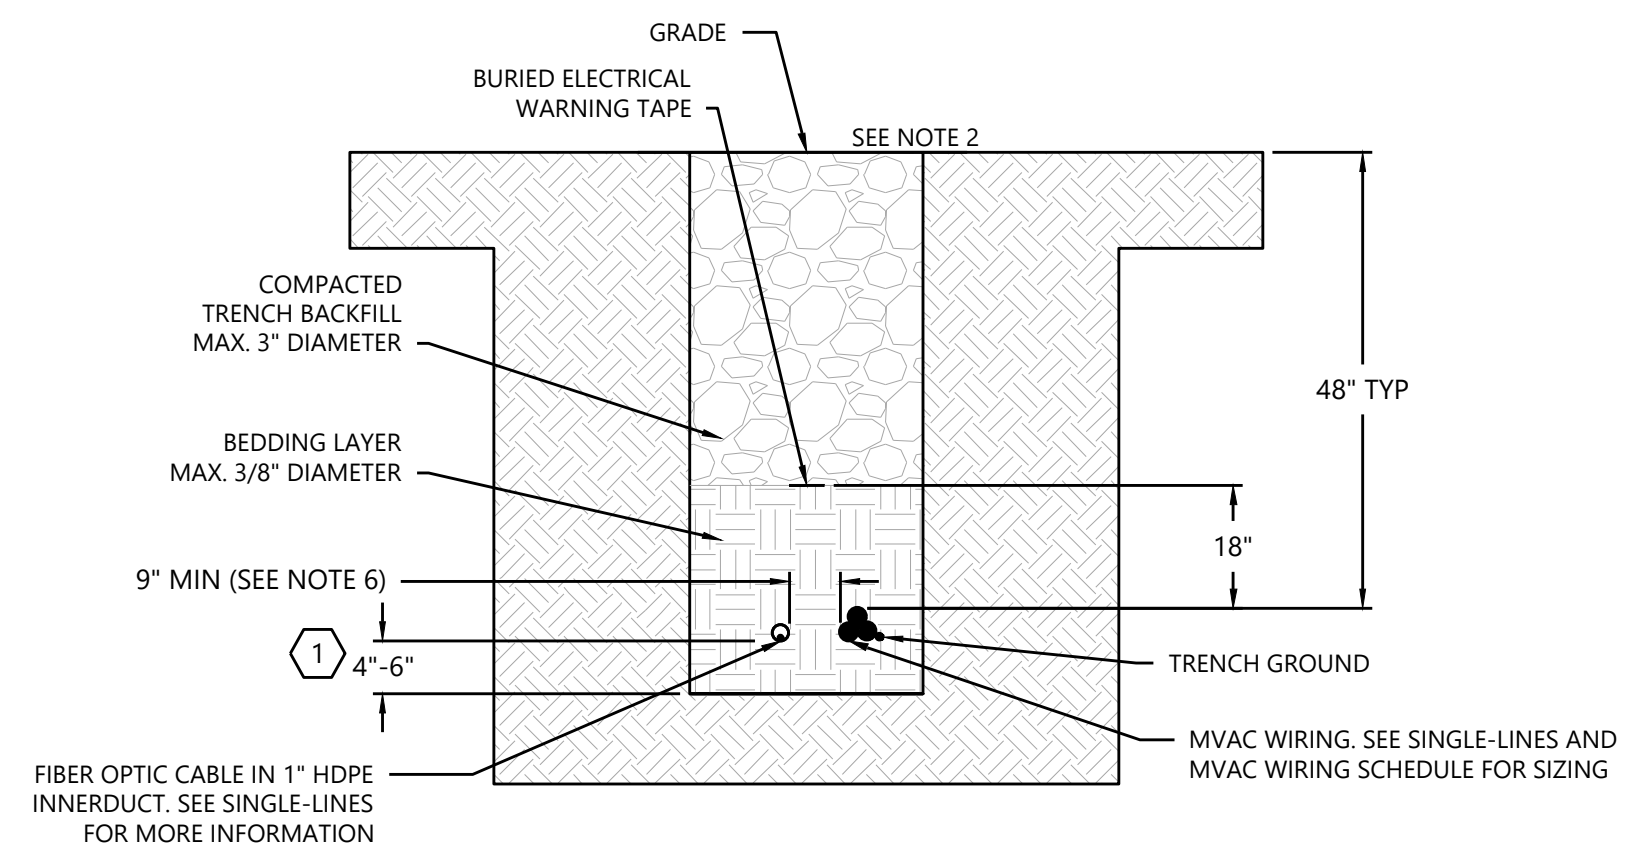 GRADE
BURIED ELECTRICAL
WARNING TAPE
SEE NOTE 2
COMPACTED
TRENCH BACKFILL
MAX. 3" DIAMETER
48" TYP
BEDDING LAYER
MAX. 3/8" DIAMETER
18"
9" MIN (SEE NOTE 6)
1
4"-6"
TRENCH GROUND
MVAC WIRING. SEE SINGLE-LINES AND
MVAC WIRING SCHEDULE FOR SIZING
FIBER OPTIC CABLE IN 1" HDPE
INNERDUCT. SEE SINGLE-LINES
FOR MORE INFORMATION